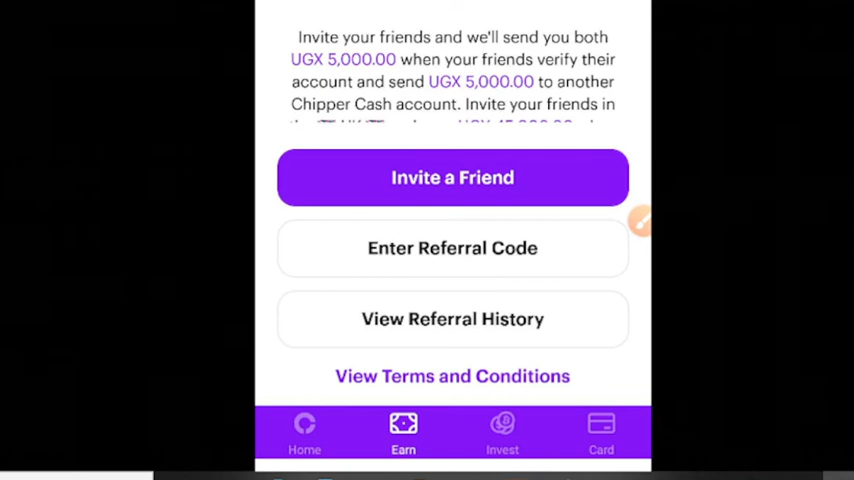 Invite your friends and we'll send you both
UGX 5,000.00 when your friends verify their
account and send UGX 5,000.00 to another
Chipper Cash account. Invite your friends in
Invite a Friend
Enter Referral Code
View Referral History
View Terms and Conditions
Home Earn Invest Card